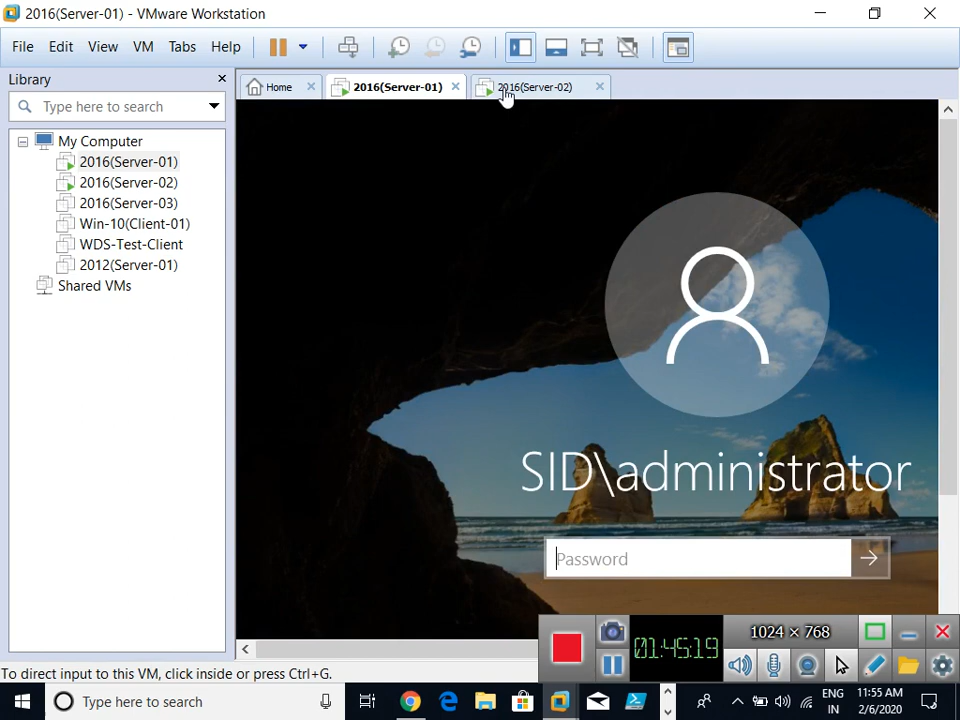 2016(Server-01) - VMware Workstation
File Edit View VM Tabs Help
Library
Type here to search
My Computer
2016(Server-01)
2016(Server-02)
2016(Server-03)
Win-10(Client-01)
WDS-Test-Client
2012(Server-01)
Shared VMs
Home
2016(Server-01)
2016(Server-02)
SID\administrator
Password
01:45:19
1024 × 768
To direct input to this VM, click inside or press Ctrl+G.
Type here to search
ENG
IN
11:55 AM
2/6/2020